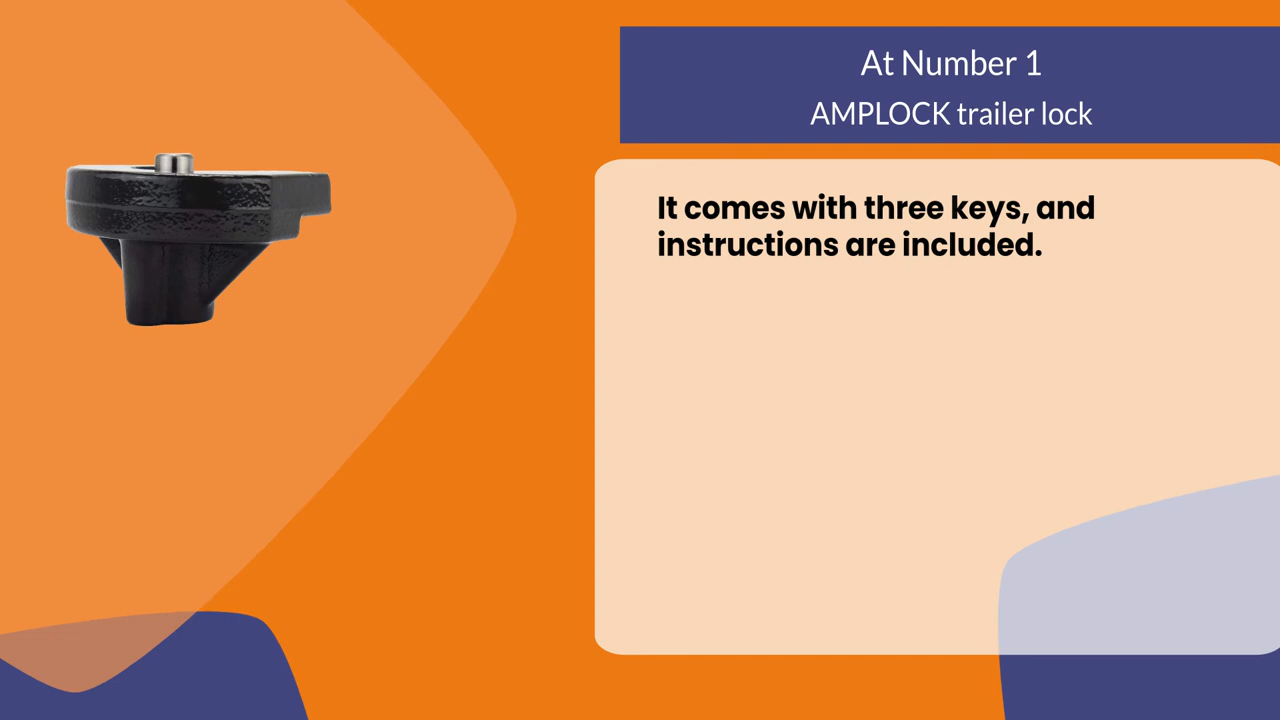 At Number 1
AMPLOCK trailer lock
It comes with three keys, and
instructions are included.